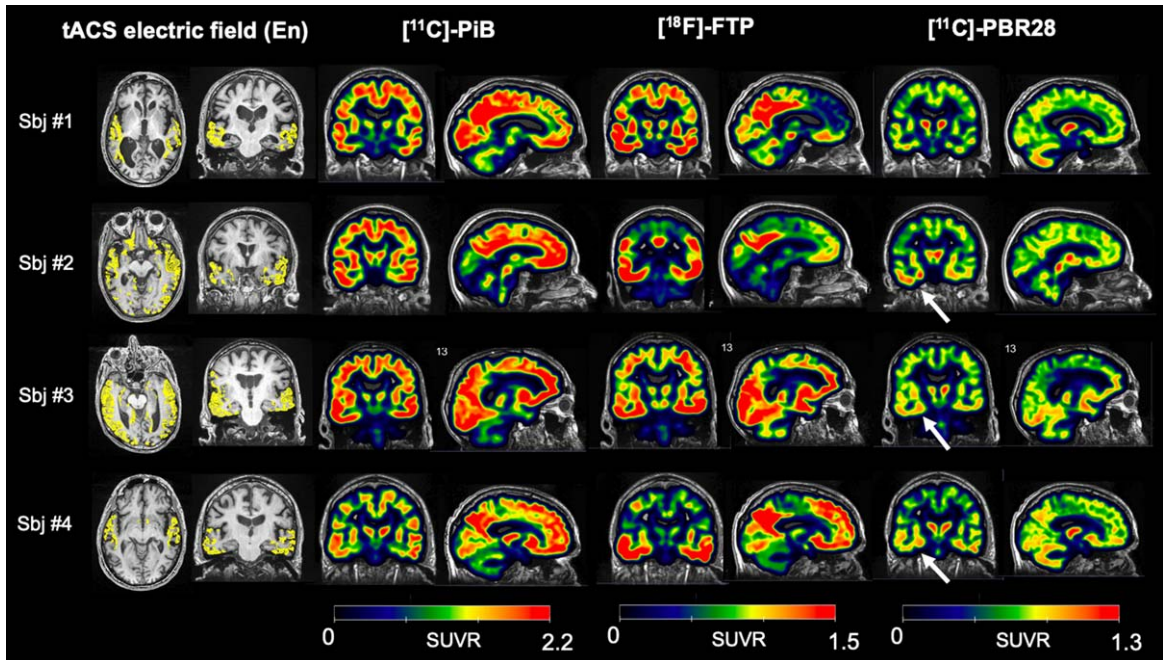 tACS electric field (En) [¹¹C]-PiB [¹⁸F]-FTP [¹¹C]-PBR28
Sbj #1
Sbj #2
13 13 13
Sbj #3
Sbj #4
0 SUVR 2.2 0 SUVR 1.5 0 SUVR 1.3